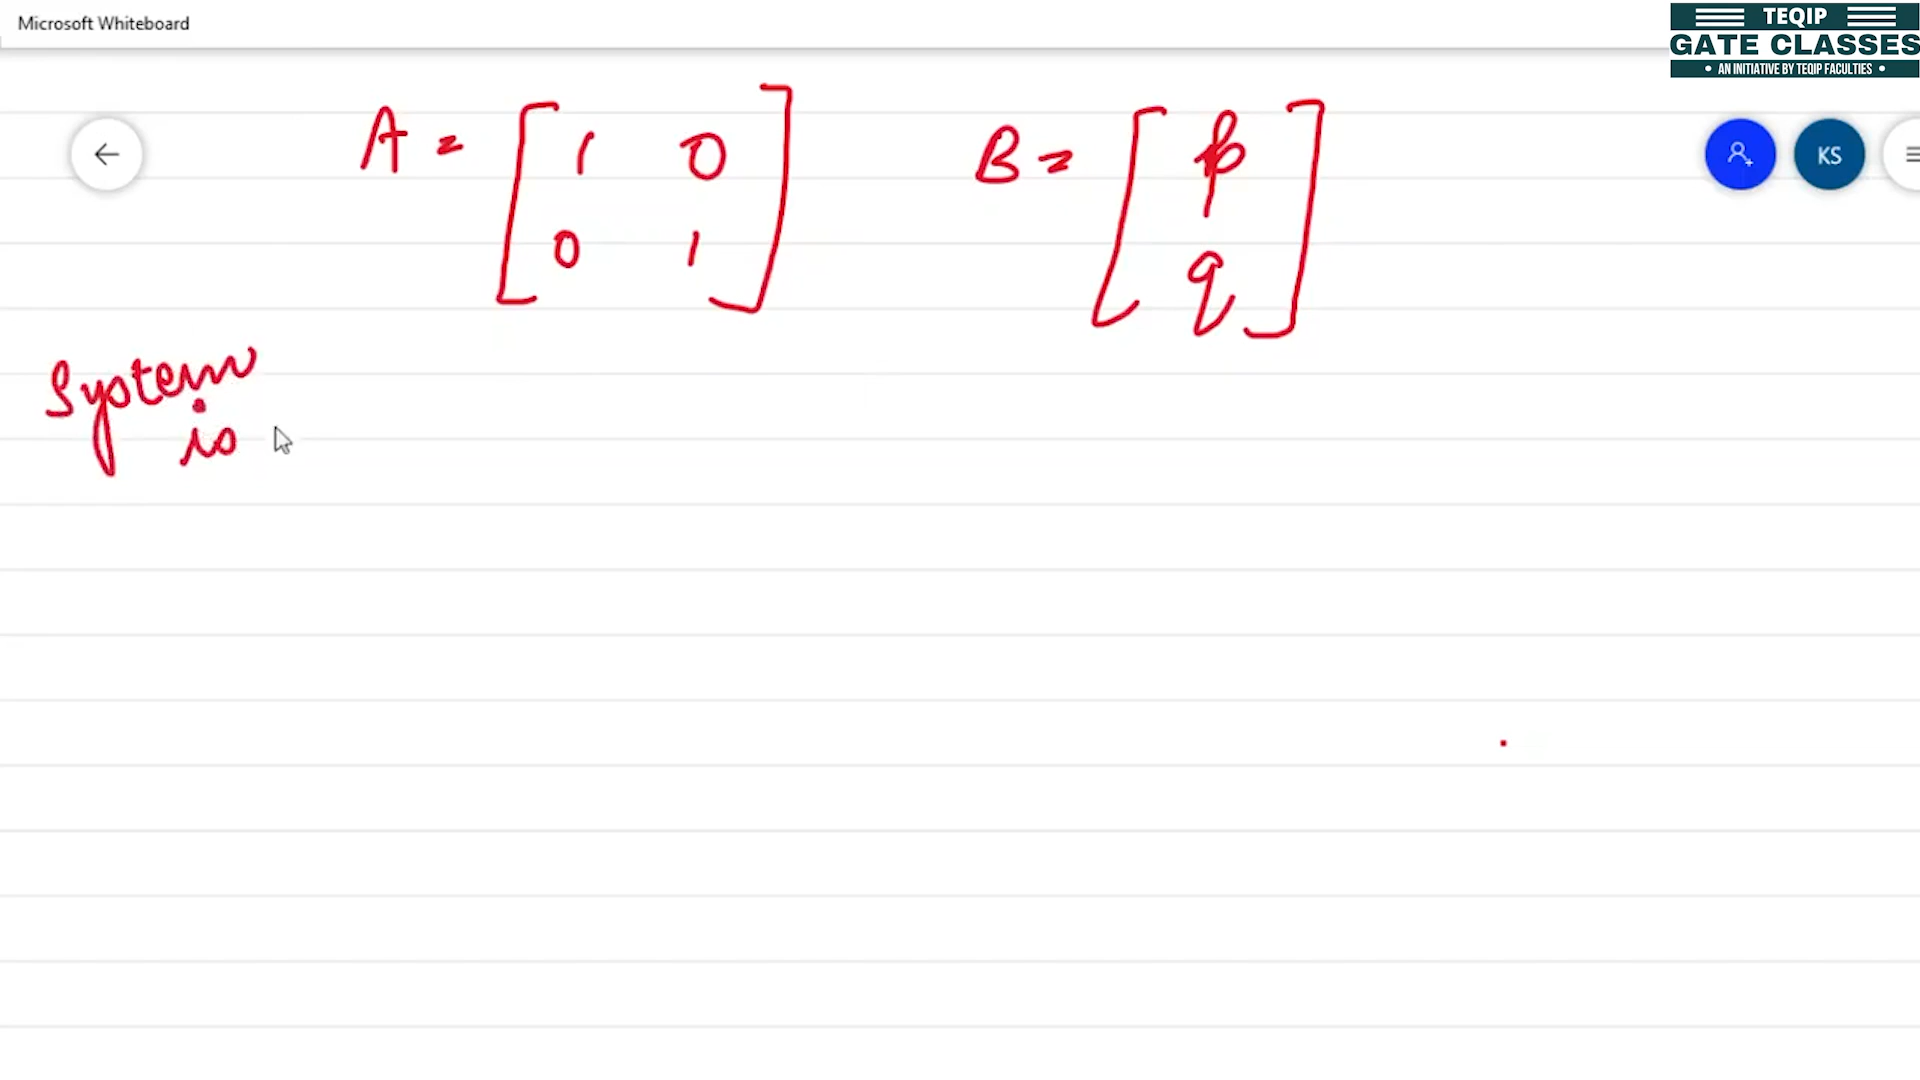 Microsoft Whiteboard
TEQIP
GATE CLASSES
• AN INITIATIVE BY TEQIP FACULTIES •
A = [ 1 0
0 1 ]
B = [ p
q ]
KS
System
is